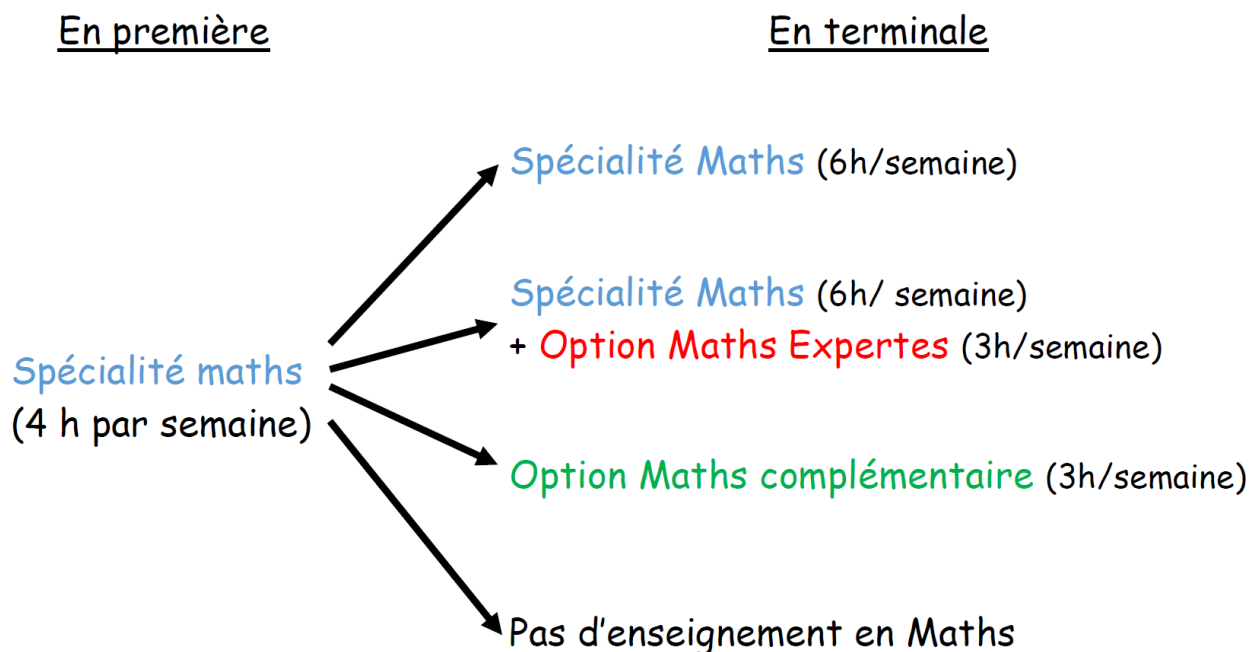 En première
En terminale
Spécialité Maths (6h/semaine)
Spécialité Maths (6h/ semaine)
+ Option Maths Expertes (3h/semaine)
Spécialité maths
(4 h par semaine)
Option Maths complémentaire (3h/semaine)
Pas d'enseignement en Maths